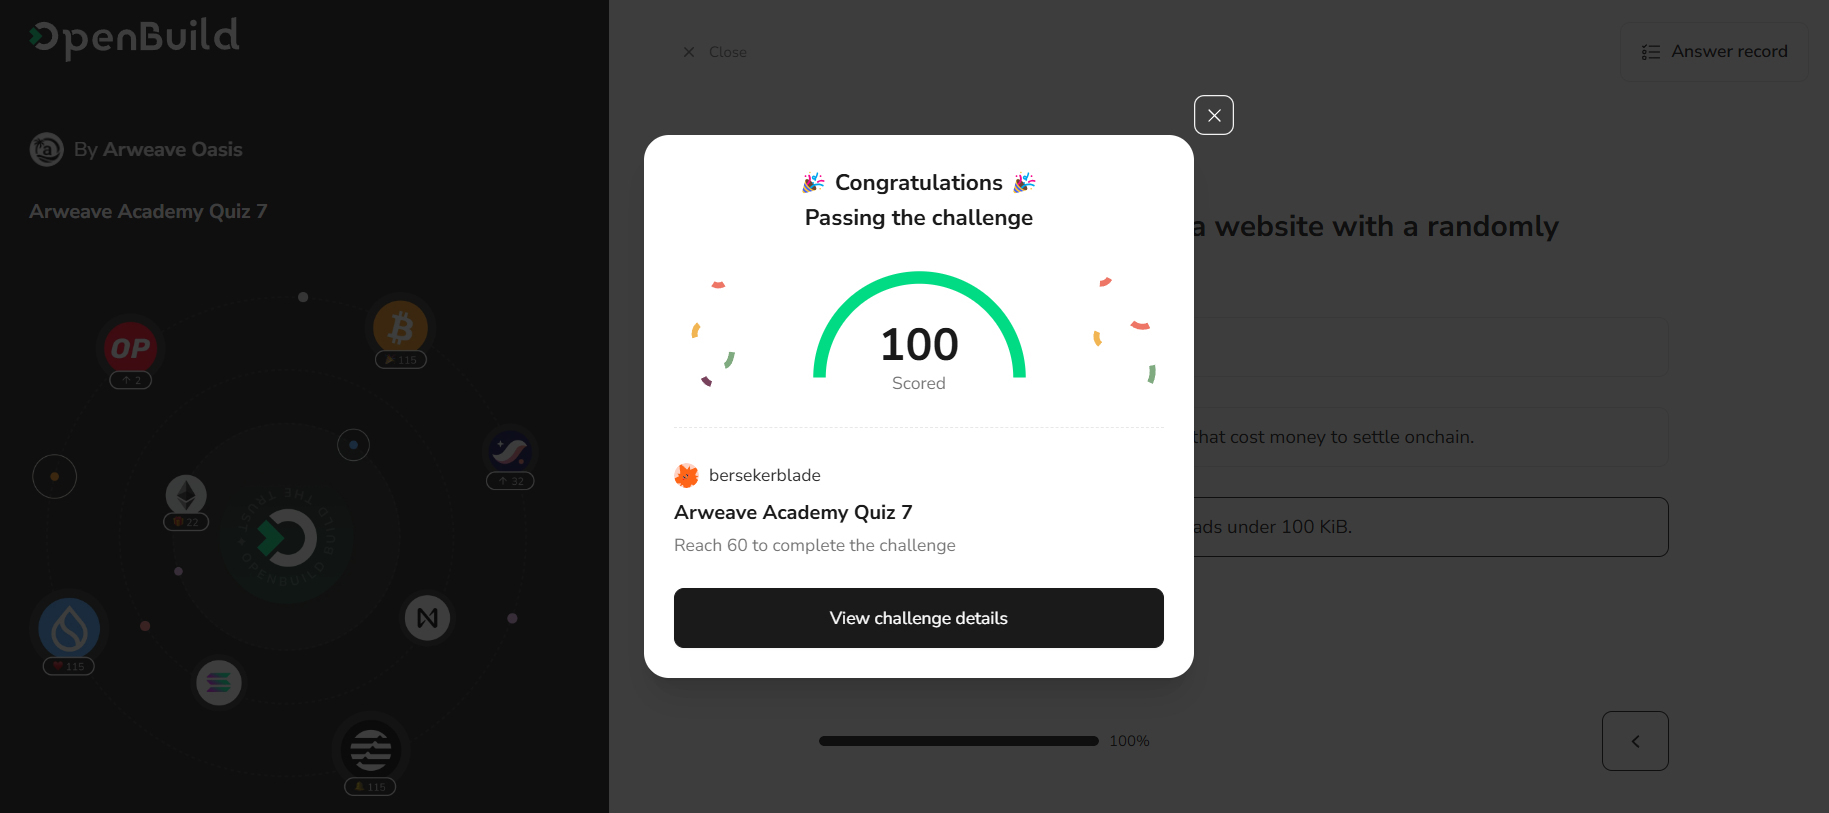 OpenBuild
By Arweave Oasis
Arweave Academy Quiz 7
OP
2
115
32
22
BUILD THE TRUST
OPENBUILD
115
115
Close
Answer record
a website with a randomly
that cost money to settle onchain.
ads under 100 KiB.
100%
Congratulations
Passing the challenge
100
Scored
bersekerblade
Arweave Academy Quiz 7
Reach 60 to complete the challenge
View challenge details